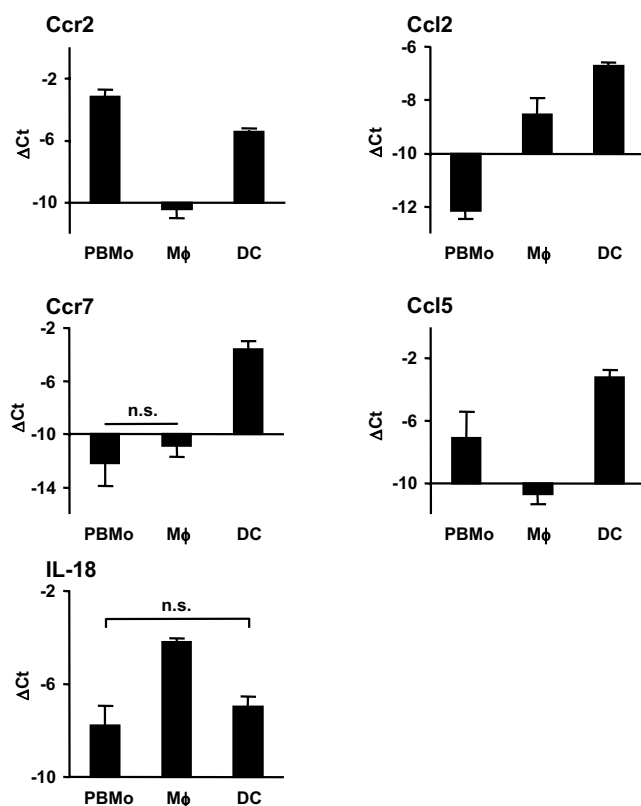 Ccr2
ΔCt
-2
-6
-10
PBMo Mϕ DC
Ccl2
ΔCt
-6
-8
-10
-12
PBMo Mϕ DC
Ccr7
ΔCt
-2
-6
-10
-14
n.s.
PBMo Mϕ DC
Ccl5
ΔCt
-2
-6
-10
PBMo Mϕ DC
IL-18
ΔCt
-2
-6
-10
n.s.
PBMo Mϕ DC